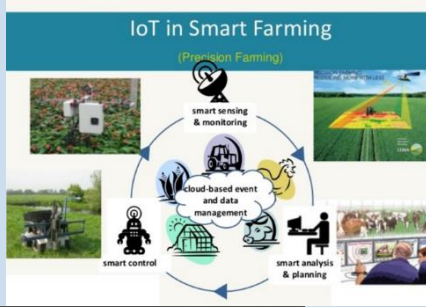 IoT in Smart Farming
(Precision Farming)
smart sensing
& monitoring
cloud-based event
and data
management
smart control
smart analysis
& planning